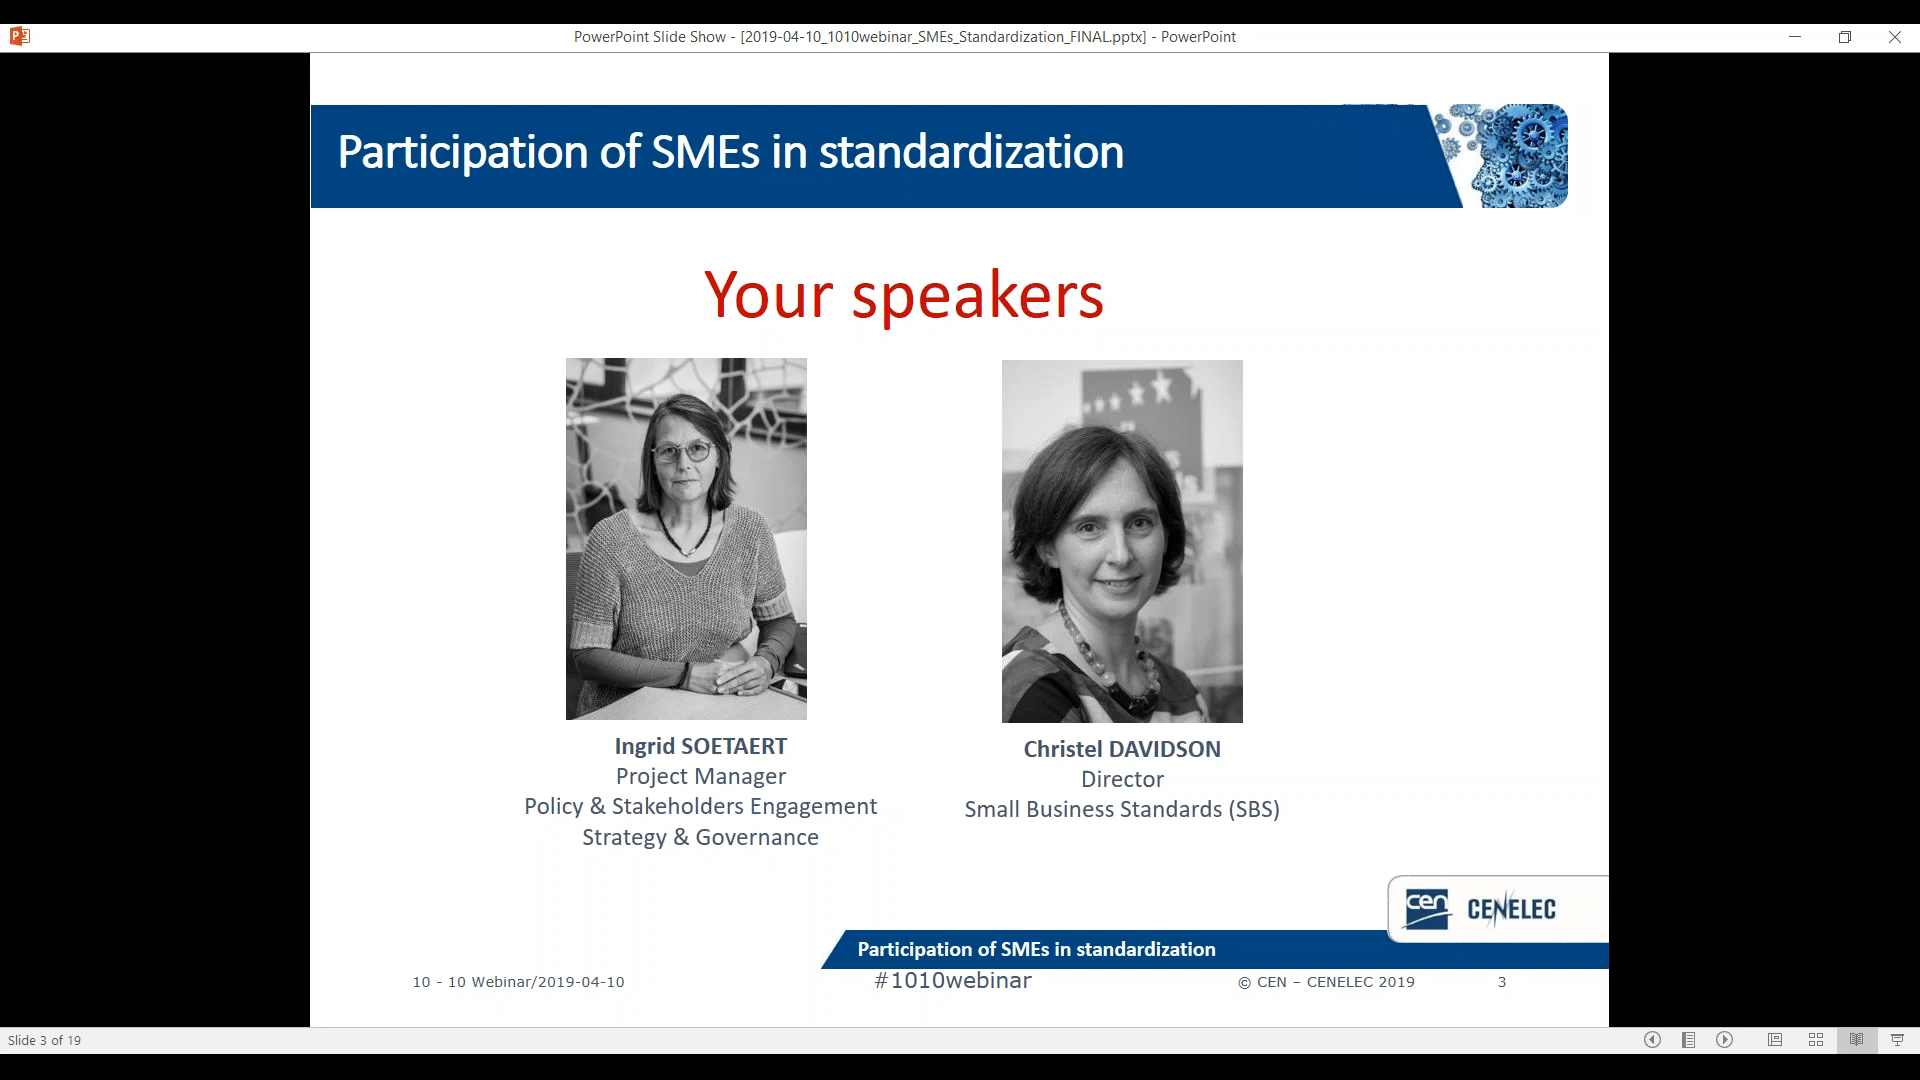 PowerPoint Slide Show - [2019-04-10_1010webinar_SMEs_Standardization_FINAL.pptx] - PowerPoint
Participation of SMEs in standardization
Your speakers
Ingrid SOETAERT
Project Manager
Policy & Stakeholders Engagement
Strategy & Governance
Christel DAVIDSON
Director
Small Business Standards (SBS)
cen CENELEC
Participation of SMEs in standardization
10 - 10 Webinar/2019-04-10
#1010webinar
© CEN – CENELEC 2019
3
Slide 3 of 19